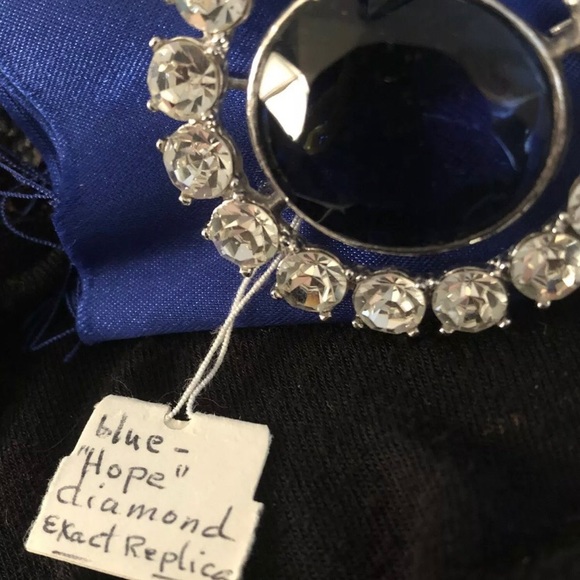 blue -
"Hope"
diamond
Exact Replica